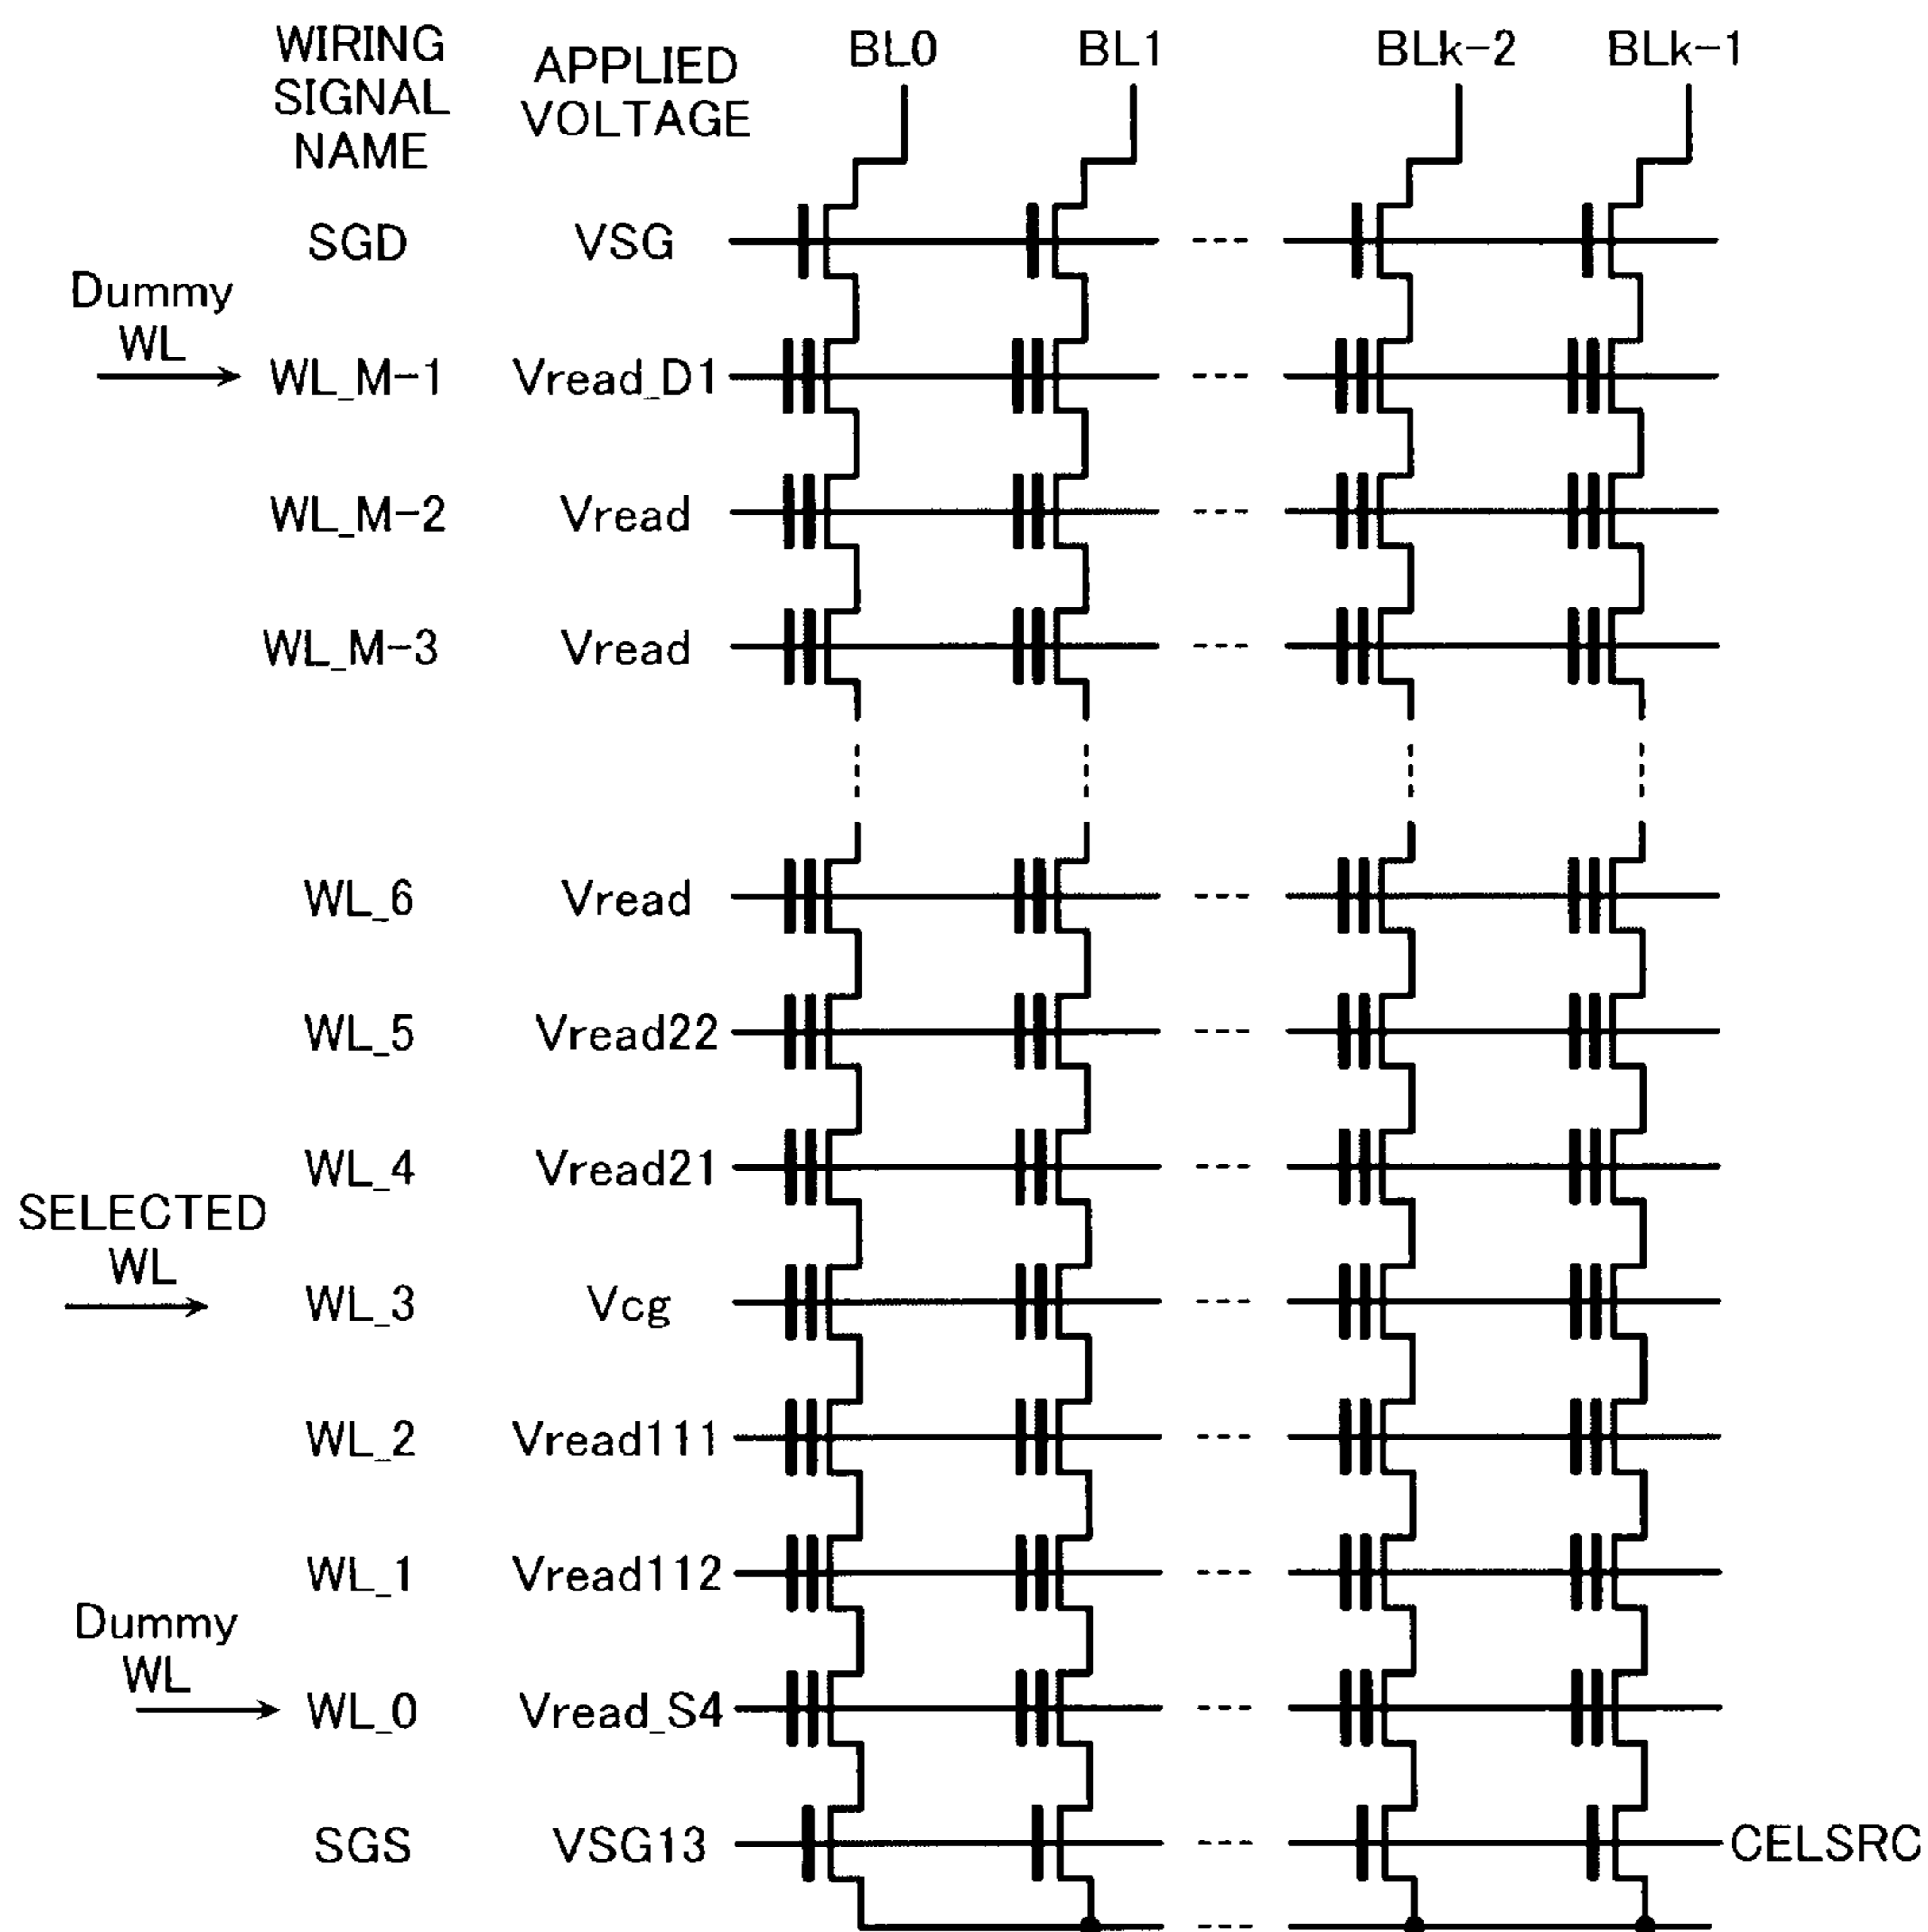 WIRING
SIGNAL
NAME
APPLIED
VOLTAGE
BL0 BL1 BLk-2 BLk-1
SGD VSG
Dummy
WL
WL_M-1 Vread_D1
WL_M-2 Vread
WL_M-3 Vread
WL_6 Vread
WL_5 Vread22
WL_4 Vread21
SELECTED
WL
WL_3 Vcg
WL_2 Vread111
WL_1 Vread112
Dummy
WL
WL_0 Vread_S4
SGS VSG13 CELSRC